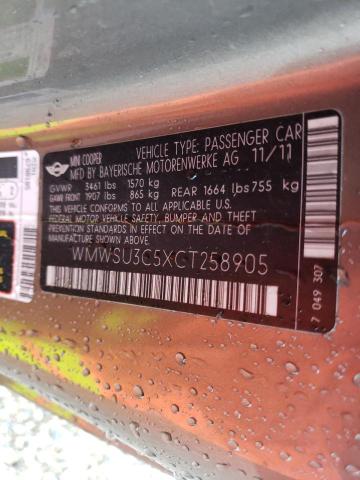 MINI COOPER VEHICLE TYPE: PASSENGER CAR
MFD BY BAYERISCHE MOTORENWERKE AG 11/11
GVWR 3461 lbs 1570 kg
GAWR FRONT 1907 lbs 865 kg REAR 1664 lbs 755 kg
THIS VEHICLE CONFORMS TO ALL APPLICABLE U.S.
FEDERAL MOTOR VEHICLE SAFETY, BUMPER AND THEFT
PREVENTION STANDARDS IN EFFECT ON THE DATE OF
MANUFACTURE SHOWN ABOVE.
WMWSU3C5XCT258905
7 049 307